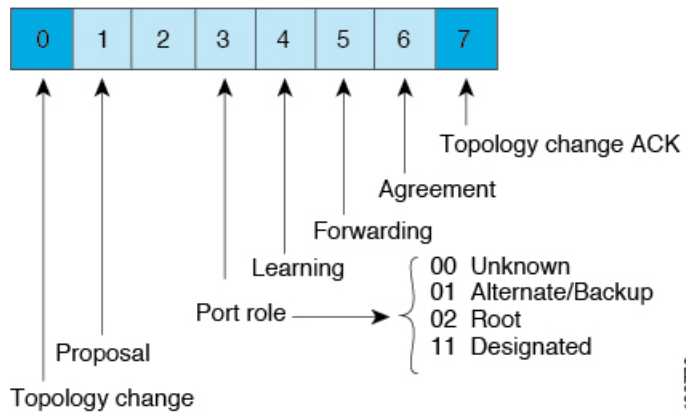 0 1 2 3 4 5 6 7
Topology change ACK
Agreement
Forwarding
Learning
Port role
00 Unknown
01 Alternate/Backup
02 Root
11 Designated
Proposal
Topology change